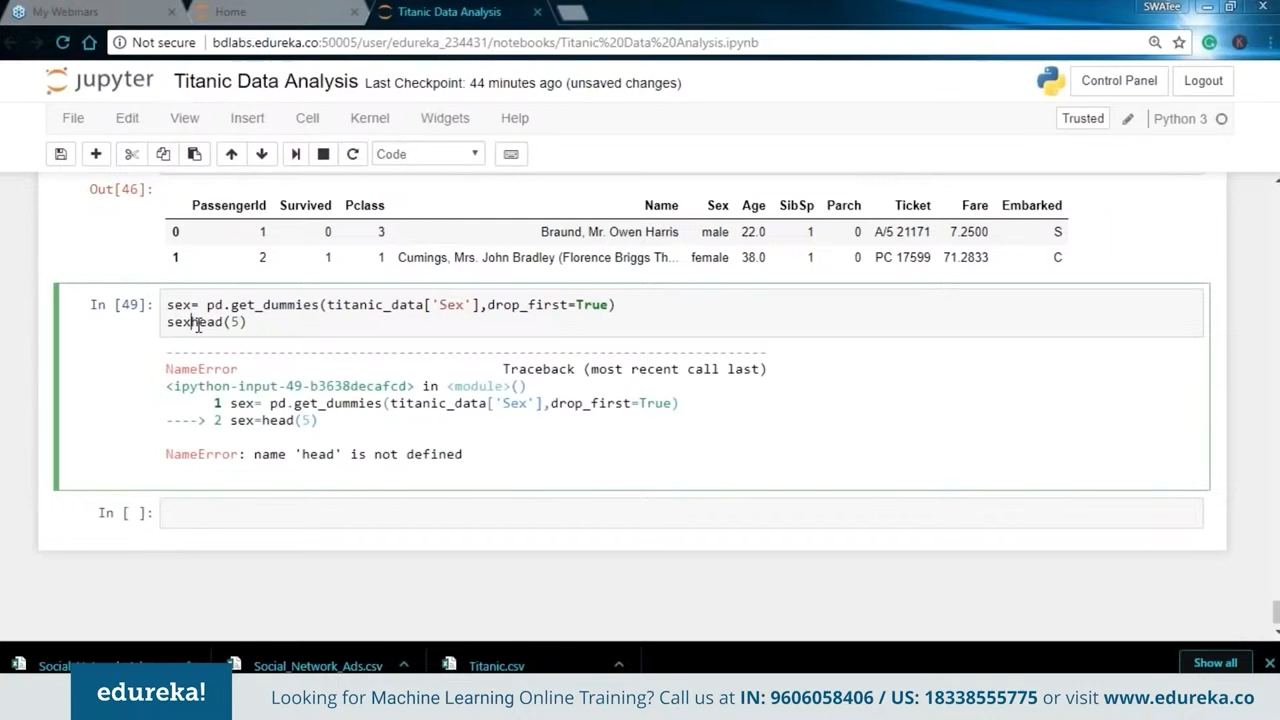 My Webinars
Home
Titanic Data Analysis
SWATee
Not secure
bdlabs.edureka.co:50005/user/edureka_234431/notebooks/Titanic%20Data%20Analysis.ipynb
jupyter
Titanic Data Analysis Last Checkpoint: 44 minutes ago (unsaved changes)
Control Panel
Logout
File Edit View Insert Cell Kernel Widgets Help
Trusted
Python 3
Code
Out[46]:
PassengerId Survived Pclass Name Sex Age SibSp Parch Ticket Fare Embarked
0 1 0 3 Braund, Mr. Owen Harris male 22.0 1 0 A/5 21171 7.2500 S
1 2 1 1 Cumings, Mrs. John Bradley (Florence Briggs Th... female 38.0 1 0 PC 17599 71.2833 C
In [49]: sex= pd.get_dummies(titanic_data['Sex'],drop_first=True)
sexhead(5)
---------------------------------------------------------------------------
NameError Traceback (most recent call last)
<ipython-input-49-b3638decafcd> in <module>()
1 sex= pd.get_dummies(titanic_data['Sex'],drop_first=True)
----> 2 sex=head(5)
NameError: name 'head' is not defined
In [ ]:
Social_Network_Ads.csv
Titanic.csv
Show all
edureka!
Looking for Machine Learning Online Training? Call us at IN: 9606058406 / US: 18338555775 or visit www.edureka.co